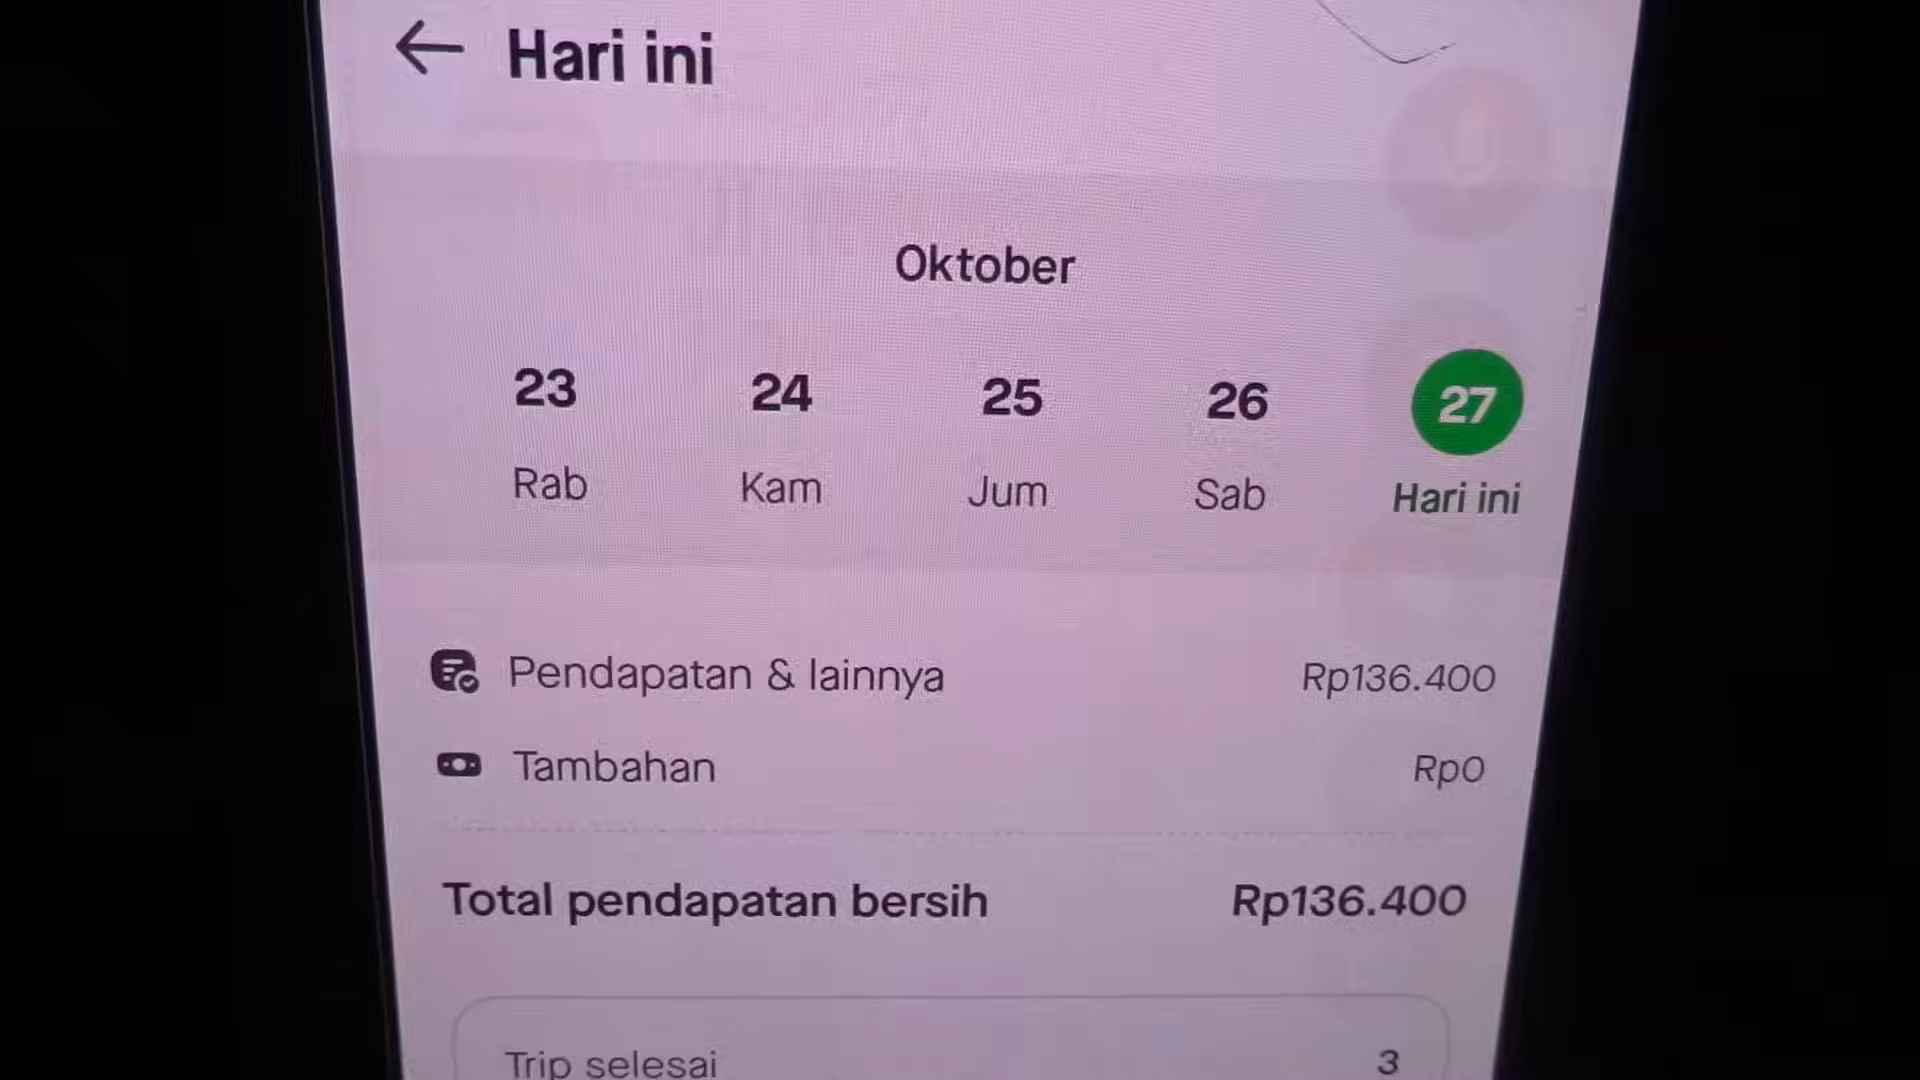 Hari ini
Oktober
23 24 25 26 27
Rab Kam Jum Sab Hari ini
Pendapatan & lainnya Rp136.400
Tambahan Rp0
Total pendapatan bersih Rp136.400
Trip selesai 3